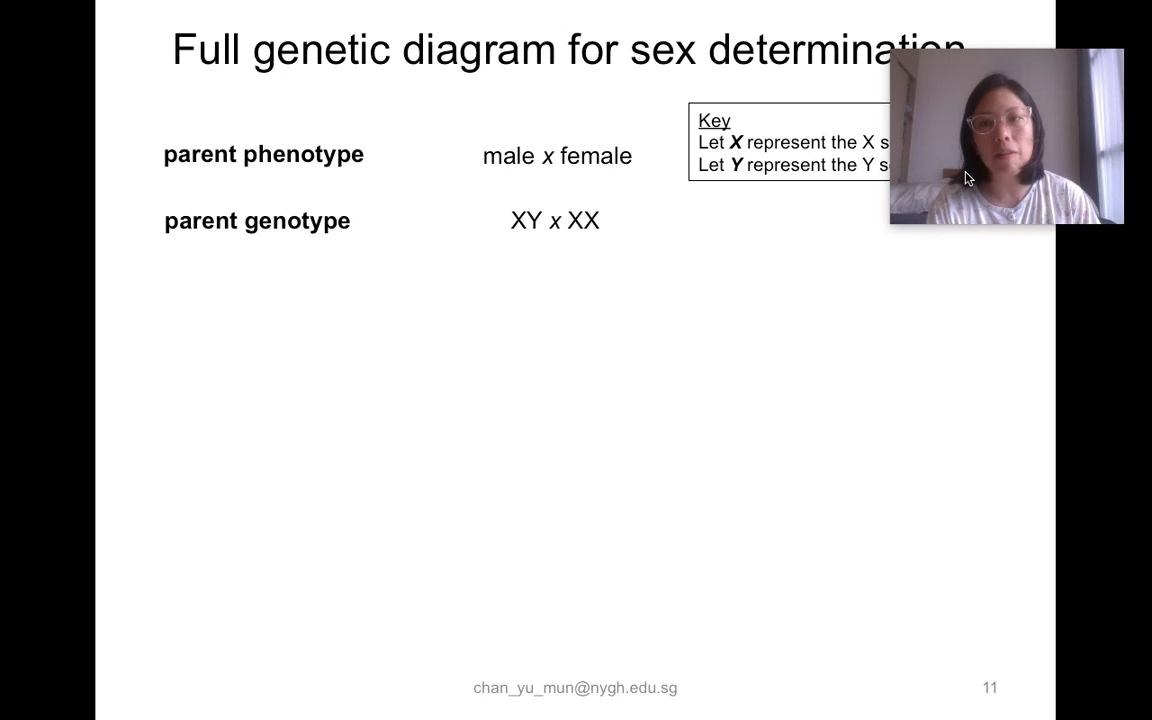 Full genetic diagram for sex determination
Key
Let X represent the X
Let Y represent the Y
parent phenotype
male x female
parent genotype
XY x XX
chan_yu_mun@nygh.edu.sg
11